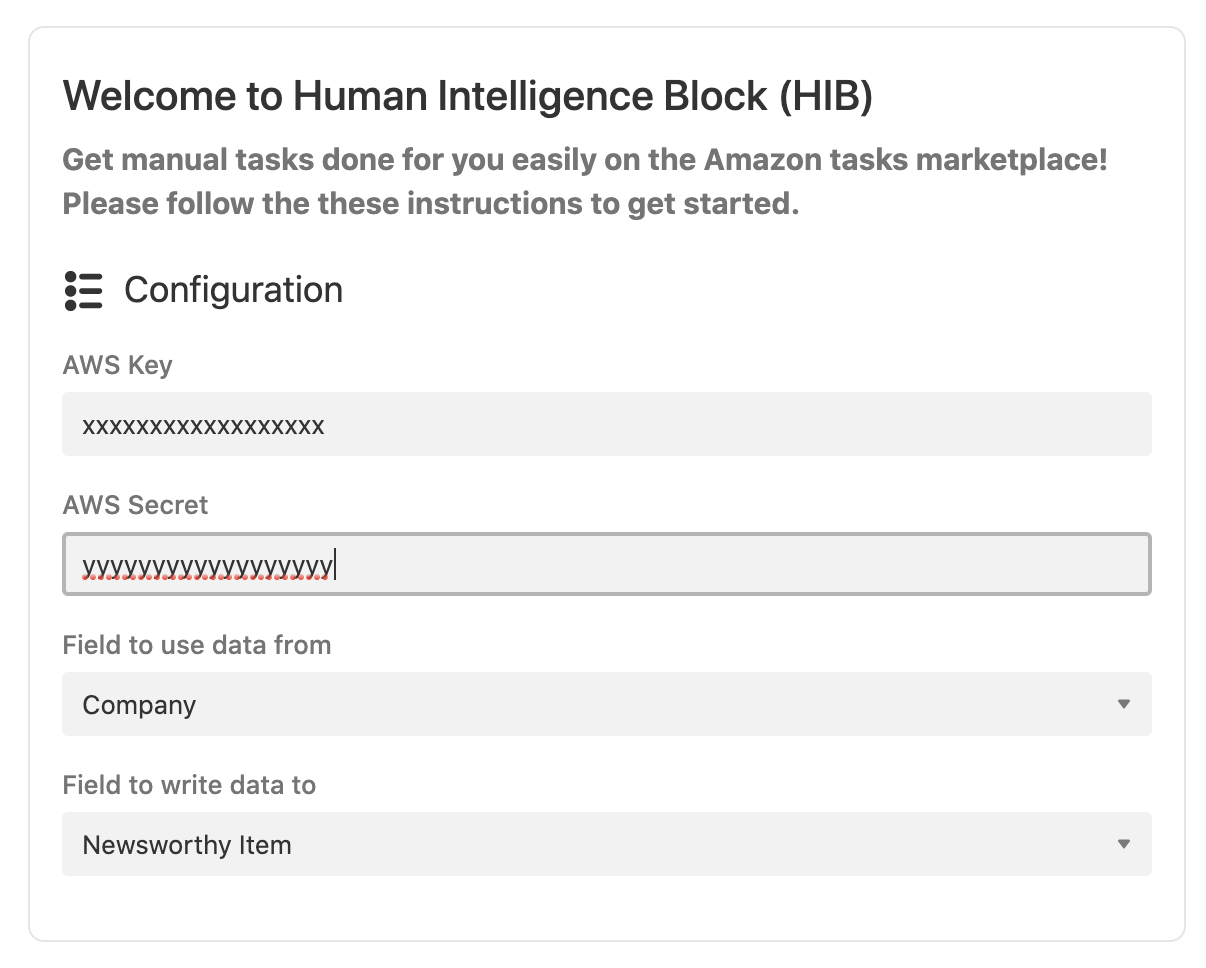 Welcome to Human Intelligence Block (HIB)
Get manual tasks done for you easily on the Amazon tasks marketplace!
Please follow the these instructions to get started.
Configuration
AWS Key
xxxxxxxxxxxxxxxxxx
AWS Secret
yyyyyyyyyyyyyyyyyy
Field to use data from
Company
Field to write data to
Newsworthy Item